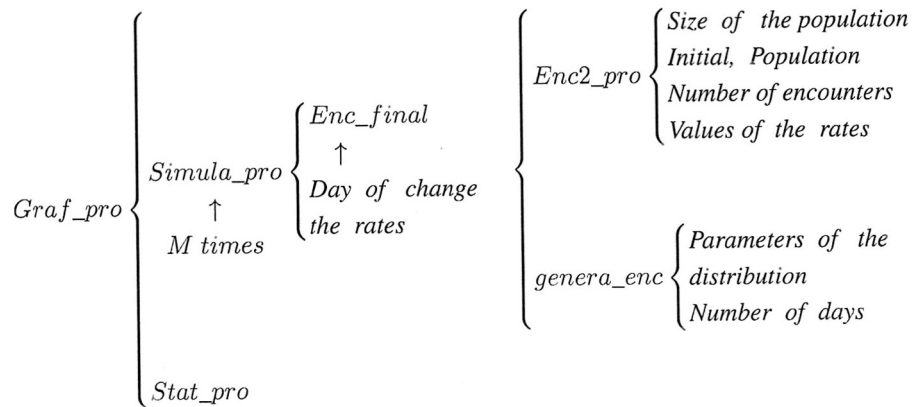 Graf_pro
Simula_pro
↑
M times
Stat_pro
Enc_final
↑
Day of change
the rates
Enc2_pro
Size of the population
Initial, Population
Number of encounters
Values of the rates
genera_enc
Parameters of the
distribution
Number of days